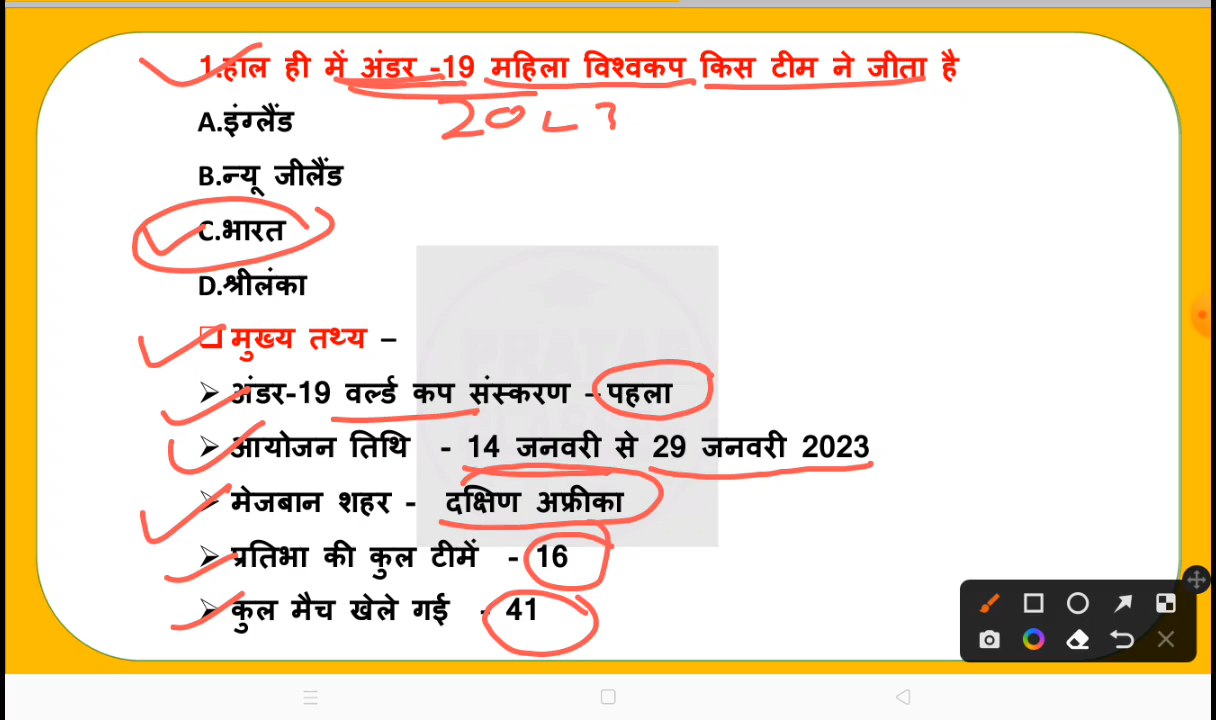 1.हाल ही में अंडर -19 महिला विश्वकप किस टीम ने जीता है
A.इंग्लैंड
B.न्यू जीलैंड
C.भारत
D.श्रीलंका
❑ मुख्य तथ्य –
➢ अंडर-19 वर्ल्ड कप संस्करण - पहला
➢ आयोजन तिथि - 14 जनवरी से 29 जनवरी 2023
➢ मेजबान शहर - दक्षिण अफ्रीका
➢ प्रतिभा की कुल टीमें - 16
➢ कुल मैच खेले गई - 41